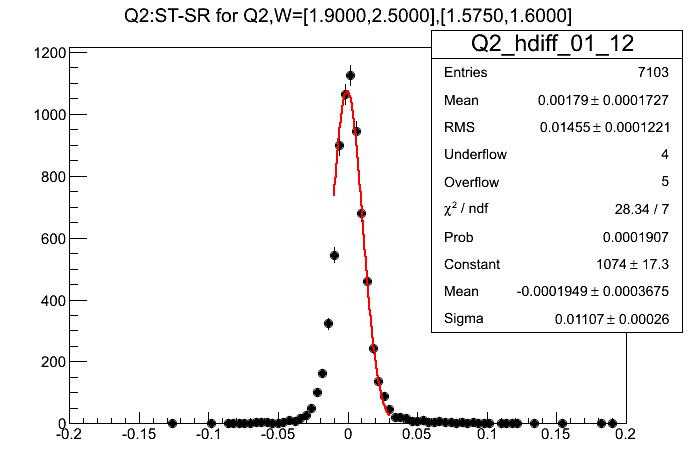 Q2:ST-SR for Q2,W=[1.9000,2.5000],[1.5750,1.6000]
Q2_hdiff_01_12
Entries 7103
Mean 0.00179 ± 0.0001727
RMS 0.01455 ± 0.0001221
Underflow 4
Overflow 5
χ² / ndf 28.34 / 7
Prob 0.0001907
Constant 1074 ± 17.3
Mean -0.0001949 ± 0.0003675
Sigma 0.01107 ± 0.00026
1200
1000
800
600
400
200
0
-0.2 -0.15 -0.1 -0.05 0 0.05 0.1 0.15 0.2